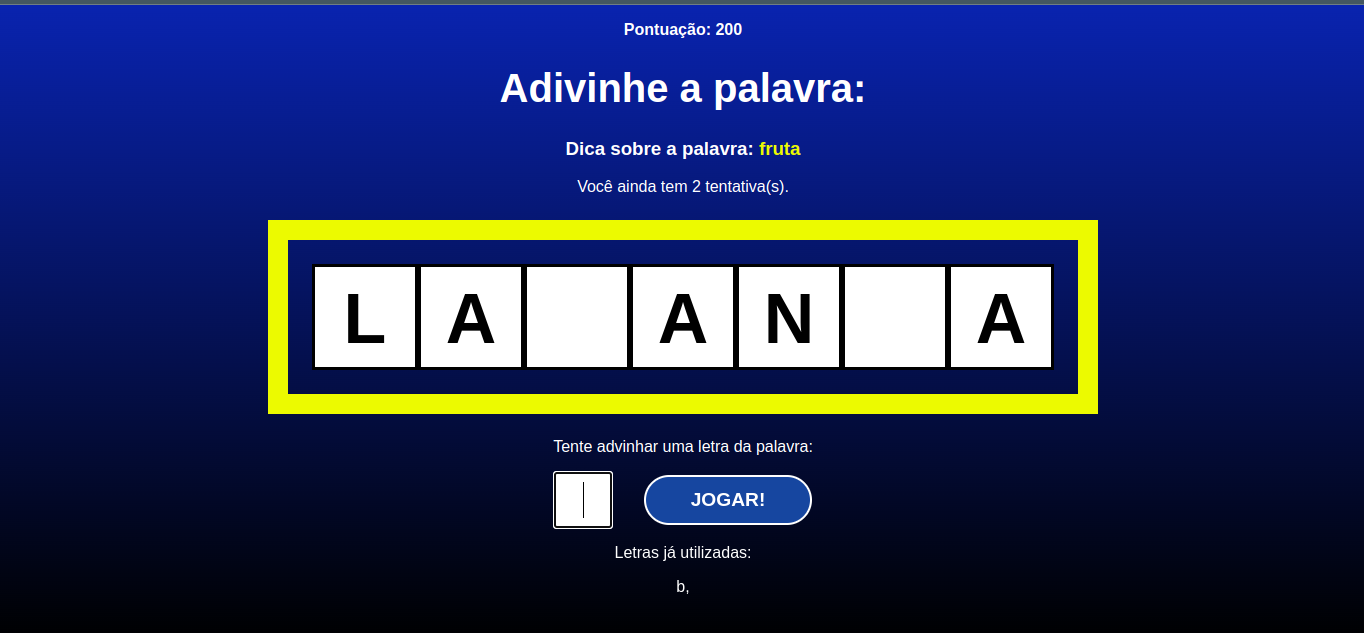 Pontuação: 200
Adivinhe a palavra:
Dica sobre a palavra: fruta
Você ainda tem 2 tentativa(s).
L A A N A
Tente advinhar uma letra da palavra:
JOGAR!
Letras já utilizadas:
b,